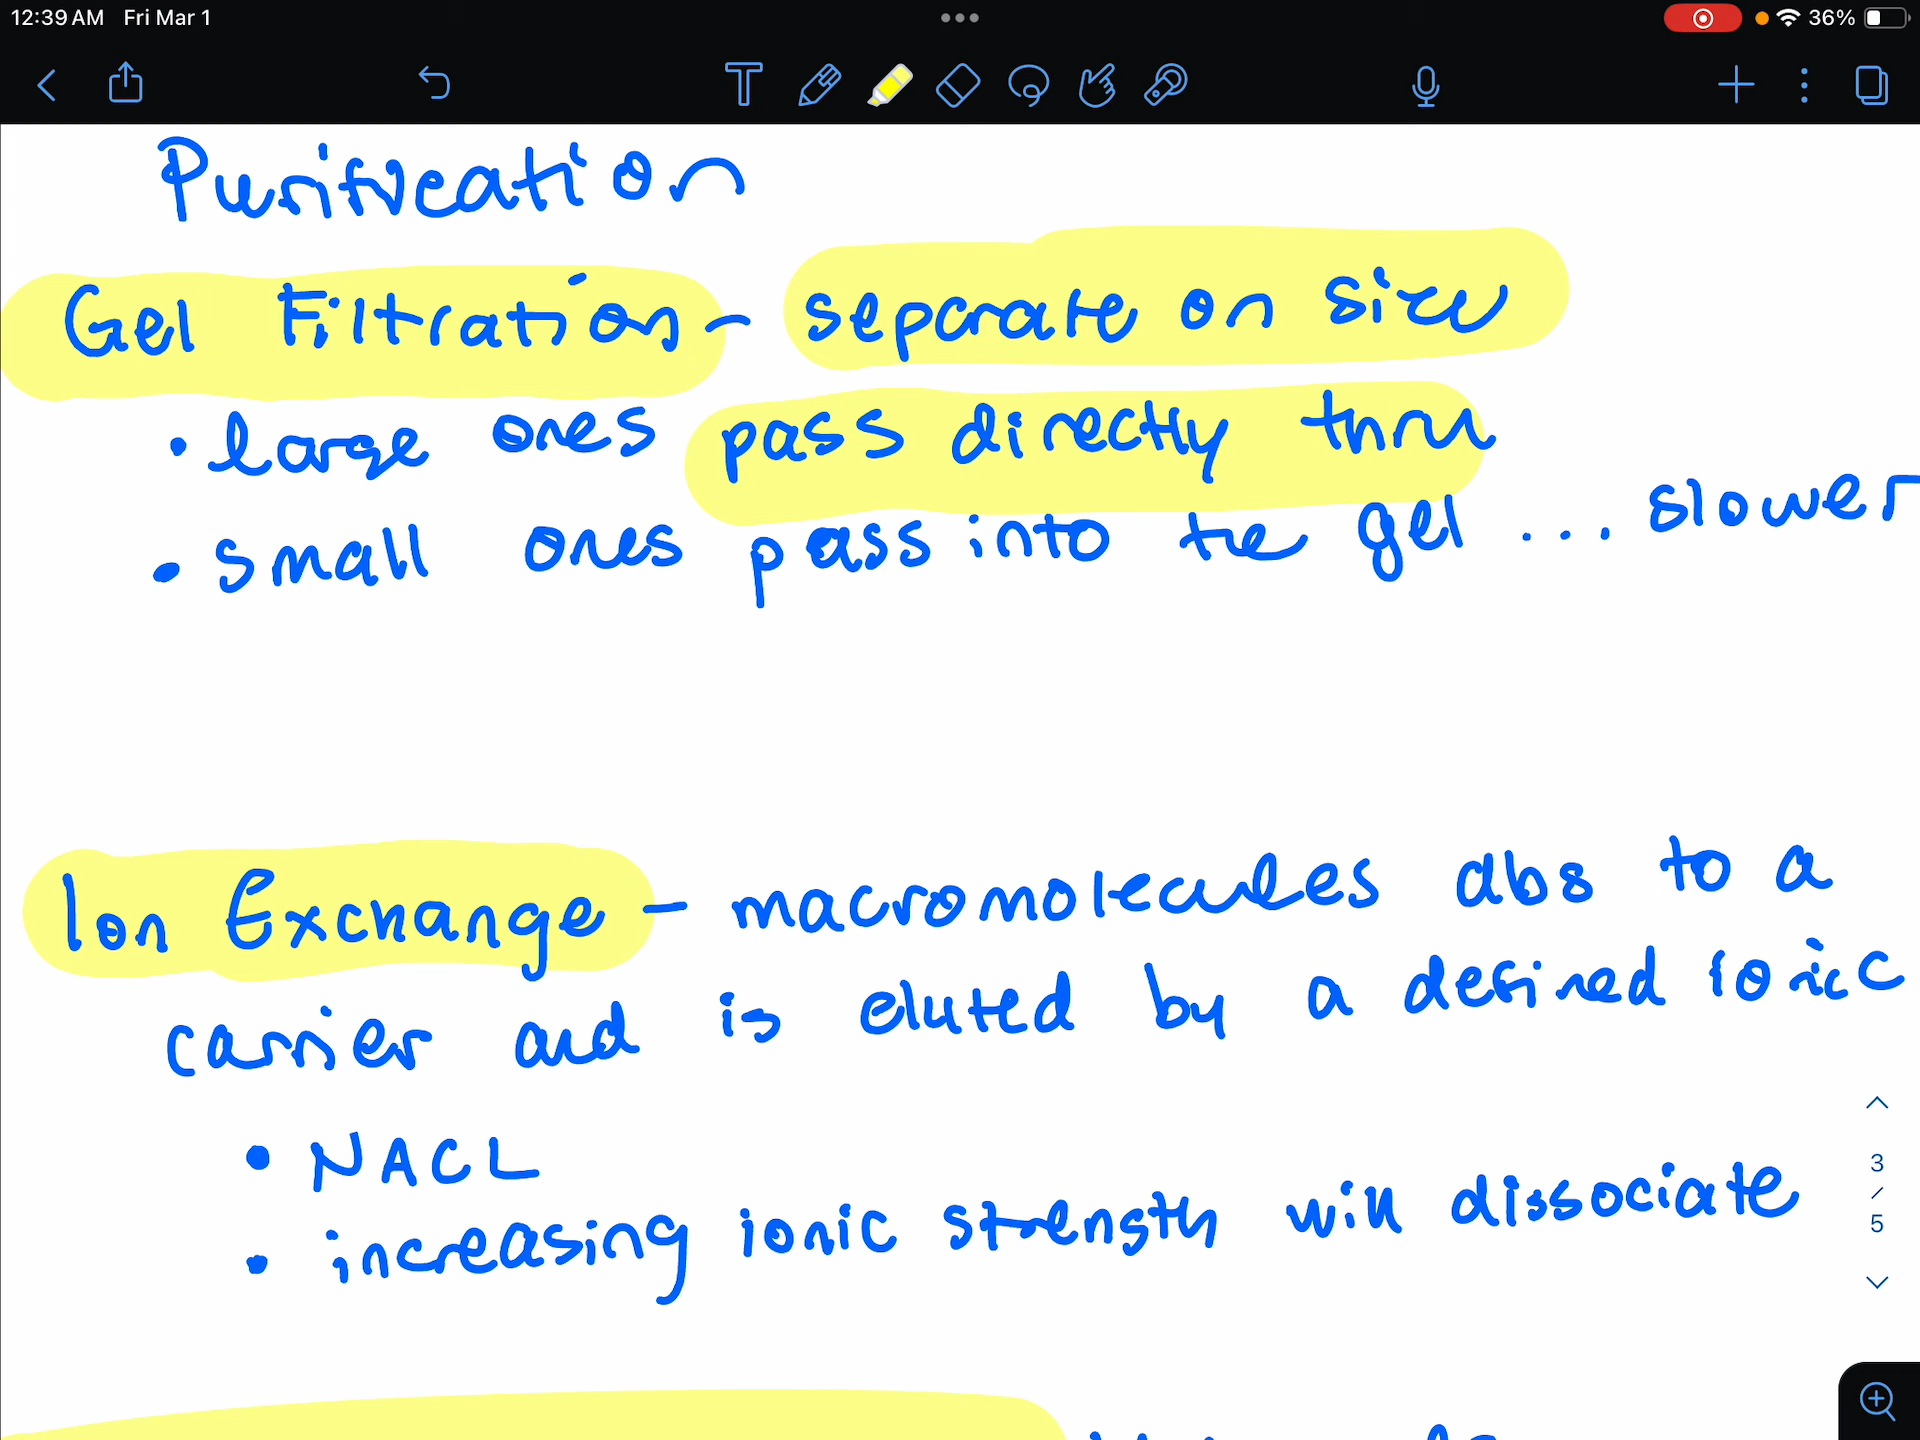 12:39 AM Fri Mar 1
36%
Purification
Gel Filtration - separate on size
• large ones pass directly thru
• small ones pass into the gel ... slower
Ion Exchange - macromolecules abs to a
carrier and is eluted by a defined ionic
• NACL
• increasing ionic strength will dissociate
3
/
5